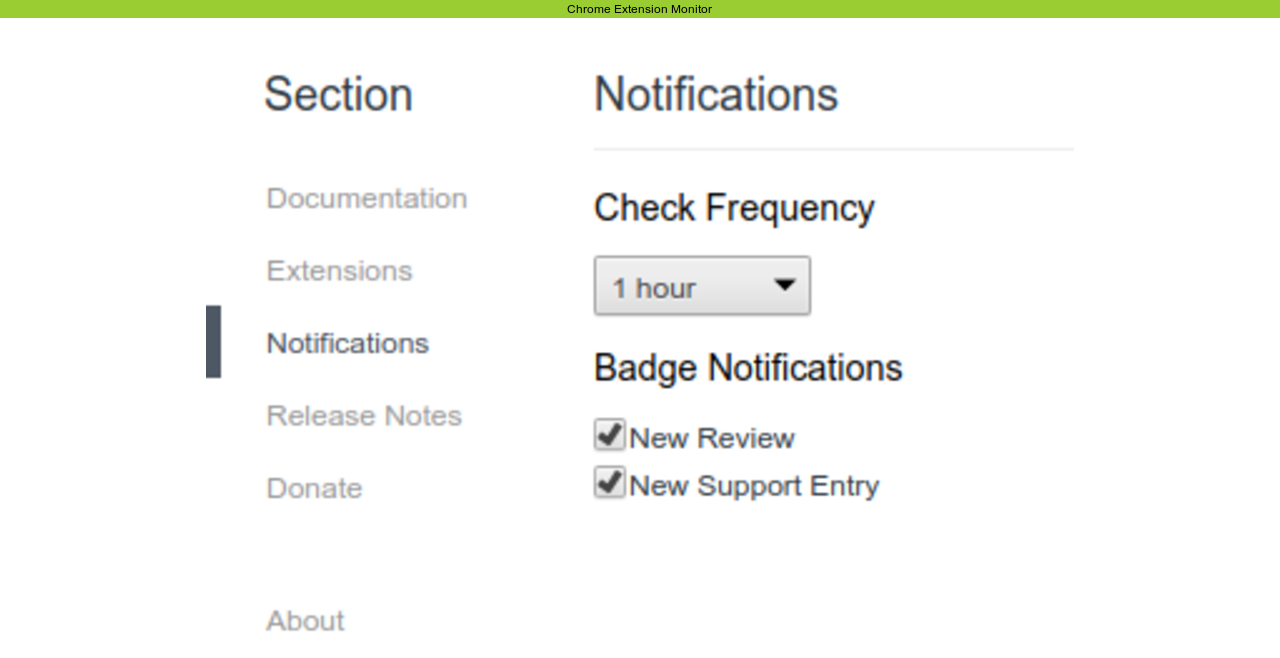 Chrome Extension Monitor
Section
Documentation
Extensions
Notifications
Release Notes
Donate
About
Notifications
Check Frequency
1 hour
Badge Notifications
New Review
New Support Entry